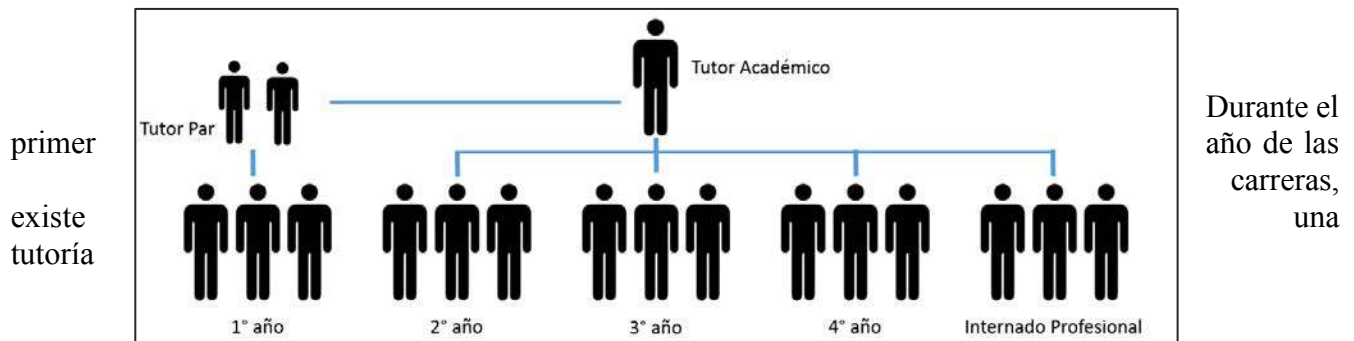 Tutor Académico
Tutor Par
Durante el
primer año de las
carreras,
existe una
tutoría
1° año 2° año 3° año 4° año Internado Profesional